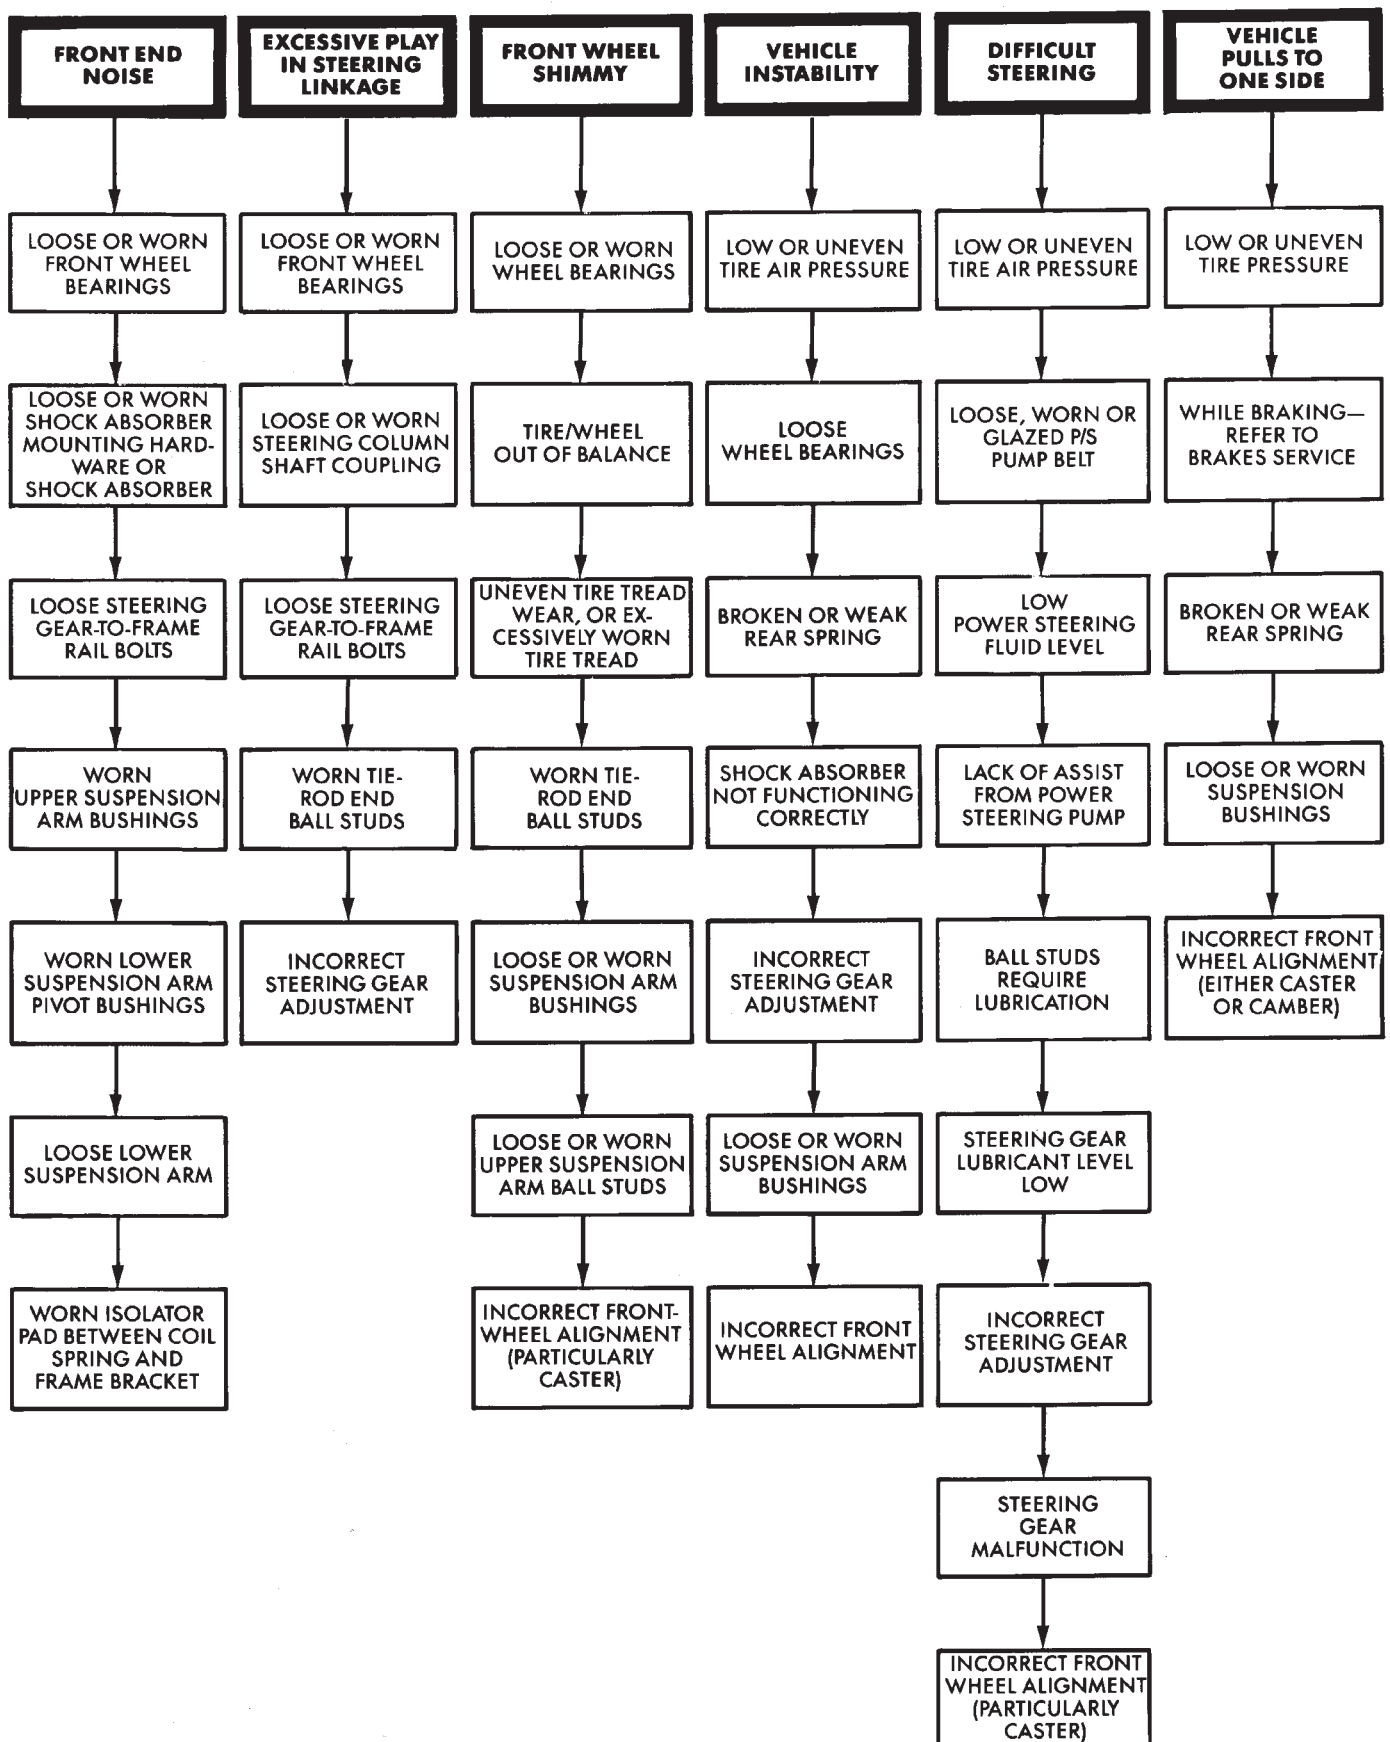 FRONT END
NOISE
LOOSE OR WORN
FRONT WHEEL
BEARINGS
LOOSE OR WORN
SHOCK ABSORBER
MOUNTING HARD-
WARE OR
SHOCK ABSORBER
LOOSE STEERING
GEAR-TO-FRAME
RAIL BOLTS
WORN
UPPER SUSPENSION
ARM BUSHINGS
WORN LOWER
SUSPENSION ARM
PIVOT BUSHINGS
LOOSE LOWER
SUSPENSION ARM
WORN ISOLATOR
PAD BETWEEN COIL
SPRING AND
FRAME BRACKET
EXCESSIVE PLAY
IN STEERING
LINKAGE
LOOSE OR WORN
FRONT WHEEL
BEARINGS
LOOSE OR WORN
STEERING COLUMN
SHAFT COUPLING
LOOSE STEERING
GEAR-TO-FRAME
RAIL BOLTS
WORN TIE-
ROD END
BALL STUDS
INCORRECT
STEERING GEAR
ADJUSTMENT
FRONT WHEEL
SHIMMY
LOOSE OR WORN
WHEEL BEARINGS
TIRE/WHEEL
OUT OF BALANCE
UNEVEN TIRE TREAD
WEAR, OR EX-
CESSIVELY WORN
TIRE TREAD
WORN TIE-
ROD END
BALL STUDS
LOOSE OR WORN
SUSPENSION ARM
BUSHINGS
LOOSE OR WORN
UPPER SUSPENSION
ARM BALL STUDS
INCORRECT FRONT-
WHEEL ALIGNMENT
(PARTICULARLY
CASTER)
VEHICLE
INSTABILITY
LOW OR UNEVEN
TIRE AIR PRESSURE
LOOSE
WHEEL BEARINGS
BROKEN OR WEAK
REAR SPRING
SHOCK ABSORBER
NOT FUNCTIONING
CORRECTLY
INCORRECT
STEERING GEAR
ADJUSTMENT
LOOSE OR WORN
SUSPENSION ARM
BUSHINGS
INCORRECT FRONT
WHEEL ALIGNMENT
DIFFICULT
STEERING
LOW OR UNEVEN
TIRE AIR PRESSURE
LOOSE, WORN OR
GLAZED P/S
PUMP BELT
LOW
POWER STEERING
FLUID LEVEL
LACK OF ASSIST
FROM POWER
STEERING PUMP
BALL STUDS
REQUIRE
LUBRICATION
STEERING GEAR
LUBRICANT LEVEL
LOW
INCORRECT
STEERING GEAR
ADJUSTMENT
STEERING
GEAR
MALFUNCTION
INCORRECT FRONT
WHEEL ALIGNMENT
(PARTICULARLY
CASTER)
VEHICLE
PULLS TO
ONE SIDE
LOW OR UNEVEN
TIRE PRESSURE
WHILE BRAKING—
REFER TO
BRAKES SERVICE
BROKEN OR WEAK
REAR SPRING
LOOSE OR WORN
SUSPENSION
BUSHINGS
INCORRECT FRONT
WHEEL ALIGNMENT
(EITHER CASTER
OR CAMBER)